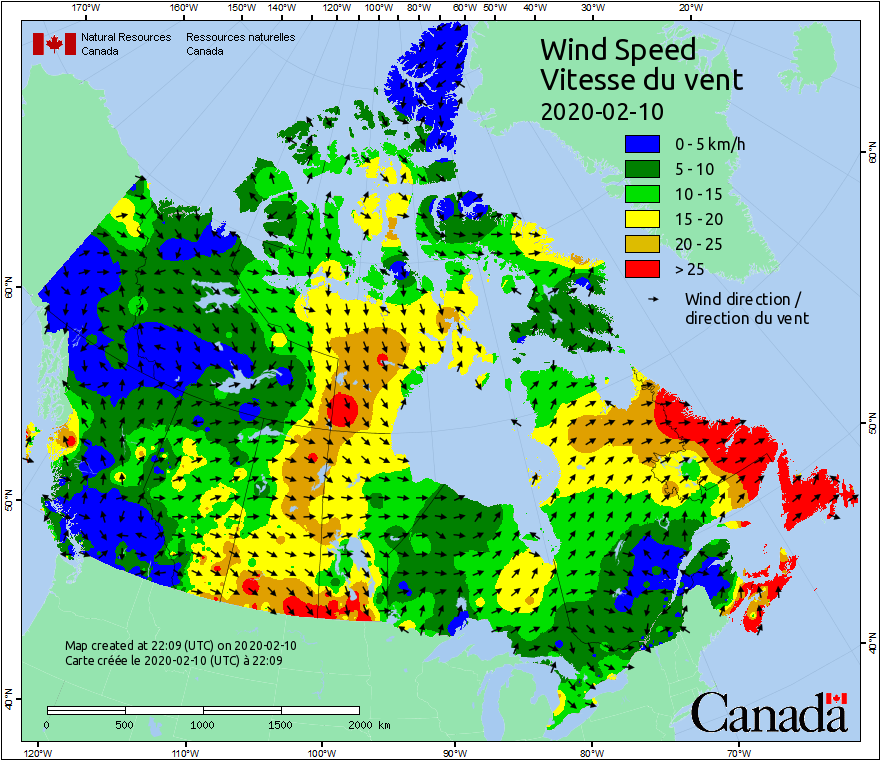 170°W 160°W 150°W 140°W 120°W 110°W 100°W 80°W 60°W 50°W 40°W 30°W 20°W
Natural Resources Ressources naturelles
Canada Canada
Wind Speed
Vitesse du vent
2020-02-10
0 - 5 km/h
5 - 10
10 - 15
15 - 20
20 - 25
> 25
Wind direction /
direction du vent
60°N
60°N
50°N
50°N
40°N
40°N
Map created at 22:09 (UTC) on 2020-02-10
Carte créée le 2020-02-10 (UTC) à 22:09
0 500 1000 1500 2000 km
Canada
120°W 110°W 100°W 90°W 80°W 70°W